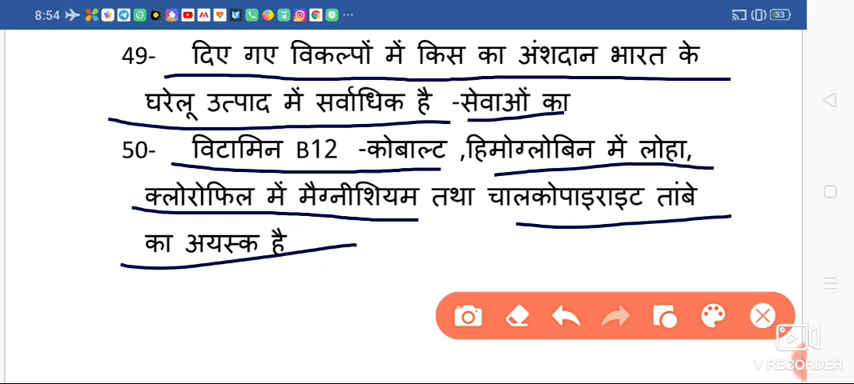 8:54
33
49- दिए गए विकल्पों में किस का अंशदान भारत के
घरेलू उत्पाद में सर्वाधिक है -सेवाओं का
50- विटामिन B12 -कोबाल्ट ,हिमोग्लोबिन में लोहा,
क्लोरोफिल में मैग्नीशियम तथा चालकोपाइराइट तांबे
का अयस्क है
V RECORDER